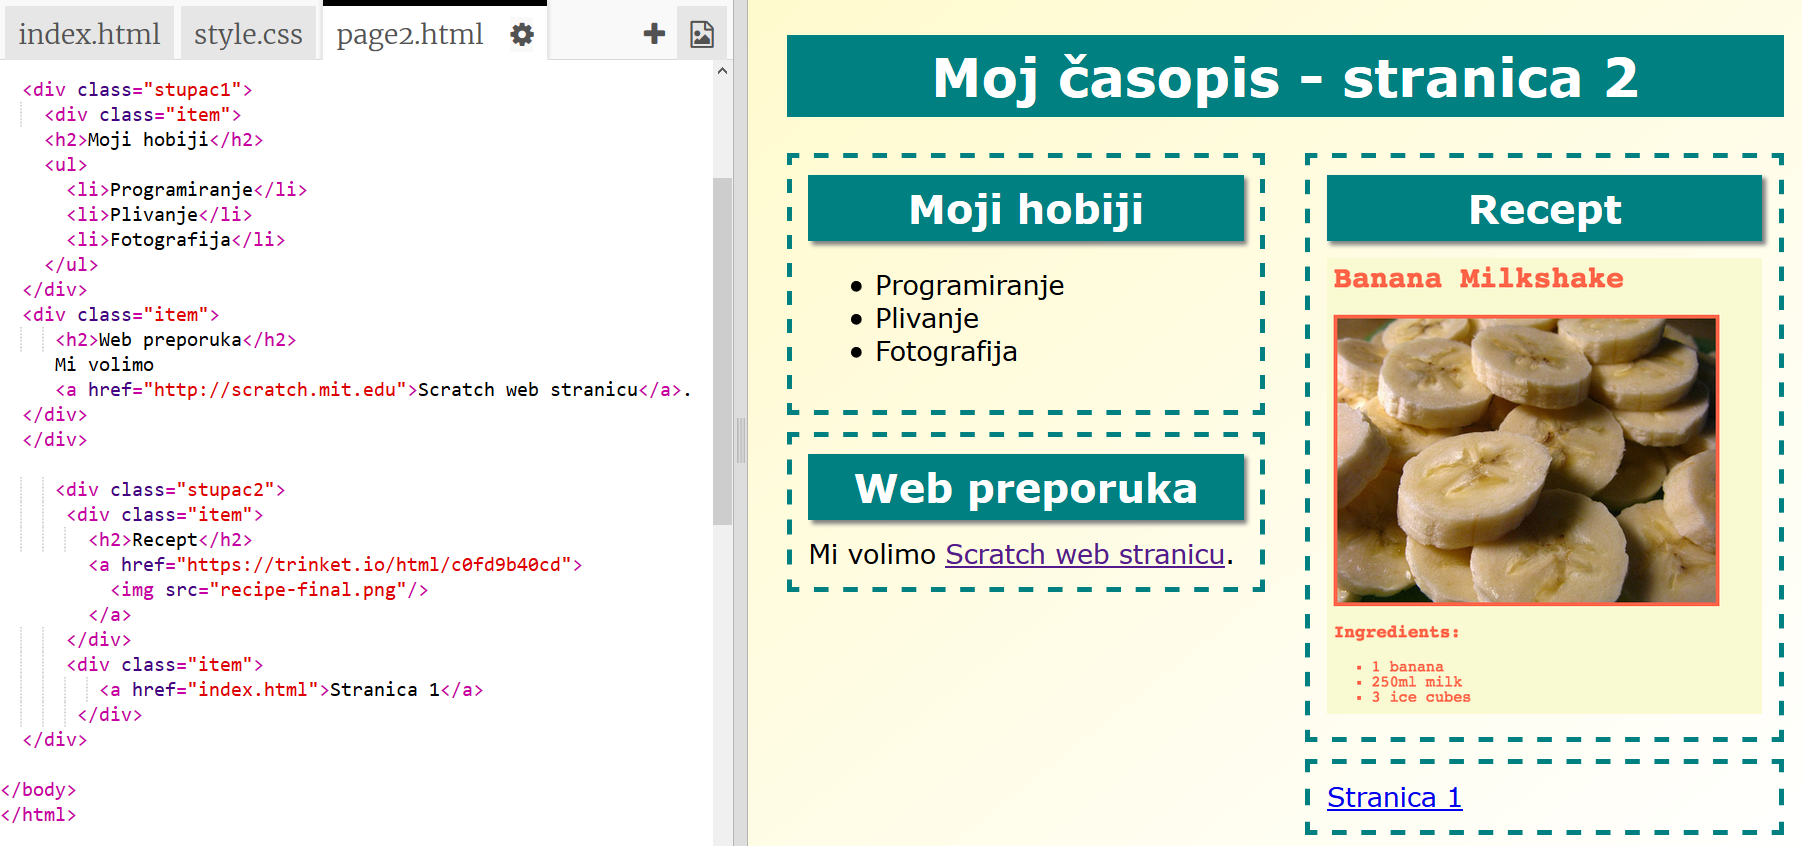 index.html style.css page2.html
<div class="stupac1">
<div class="item">
<h2>Moji hobiji</h2>
<ul>
<li>Programiranje</li>
<li>Plivanje</li>
<li>Fotografija</li>
</ul>
</div>
<div class="item">
<h2>Web preporuka</h2>
Mi volimo
<a href="http://scratch.mit.edu">Scratch web stranicu</a>.
</div>
</div>
<div class="stupac2">
<div class="item">
<h2>Recept</h2>
<a href="https://trinket.io/html/c0fd9b40cd">
<img src="recipe-final.png"/>
</a>
</div>
<div class="item">
<a href="index.html">Stranica 1</a>
</div>
</div>
</body>
</html>
Moj časopis - stranica 2
Moji hobiji
• Programiranje
• Plivanje
• Fotografija
Web preporuka
Mi volimo Scratch web stranicu.
Recept
Banana Milkshake
Ingredients:
• 1 banana
• 250ml milk
• 3 ice cubes
Stranica 1